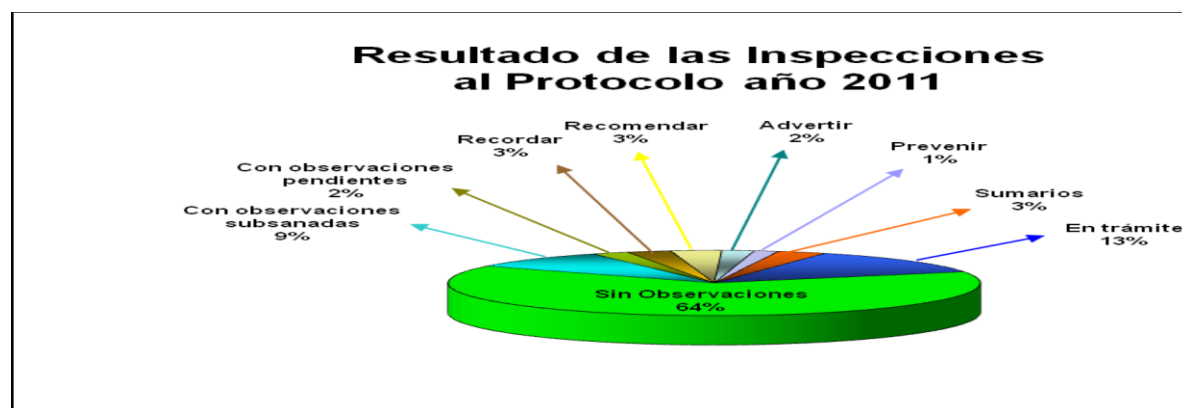 Resultado de las Inspecciones
al Protocolo año 2011
Con observaciones
subsanadas
9%
Con observaciones
pendientes
2%
Recordar
3%
Recomendar
3%
Advertir
2%
Prevenir
1%
Sumarios
3%
En trámite
13%
Sin Observaciones
64%